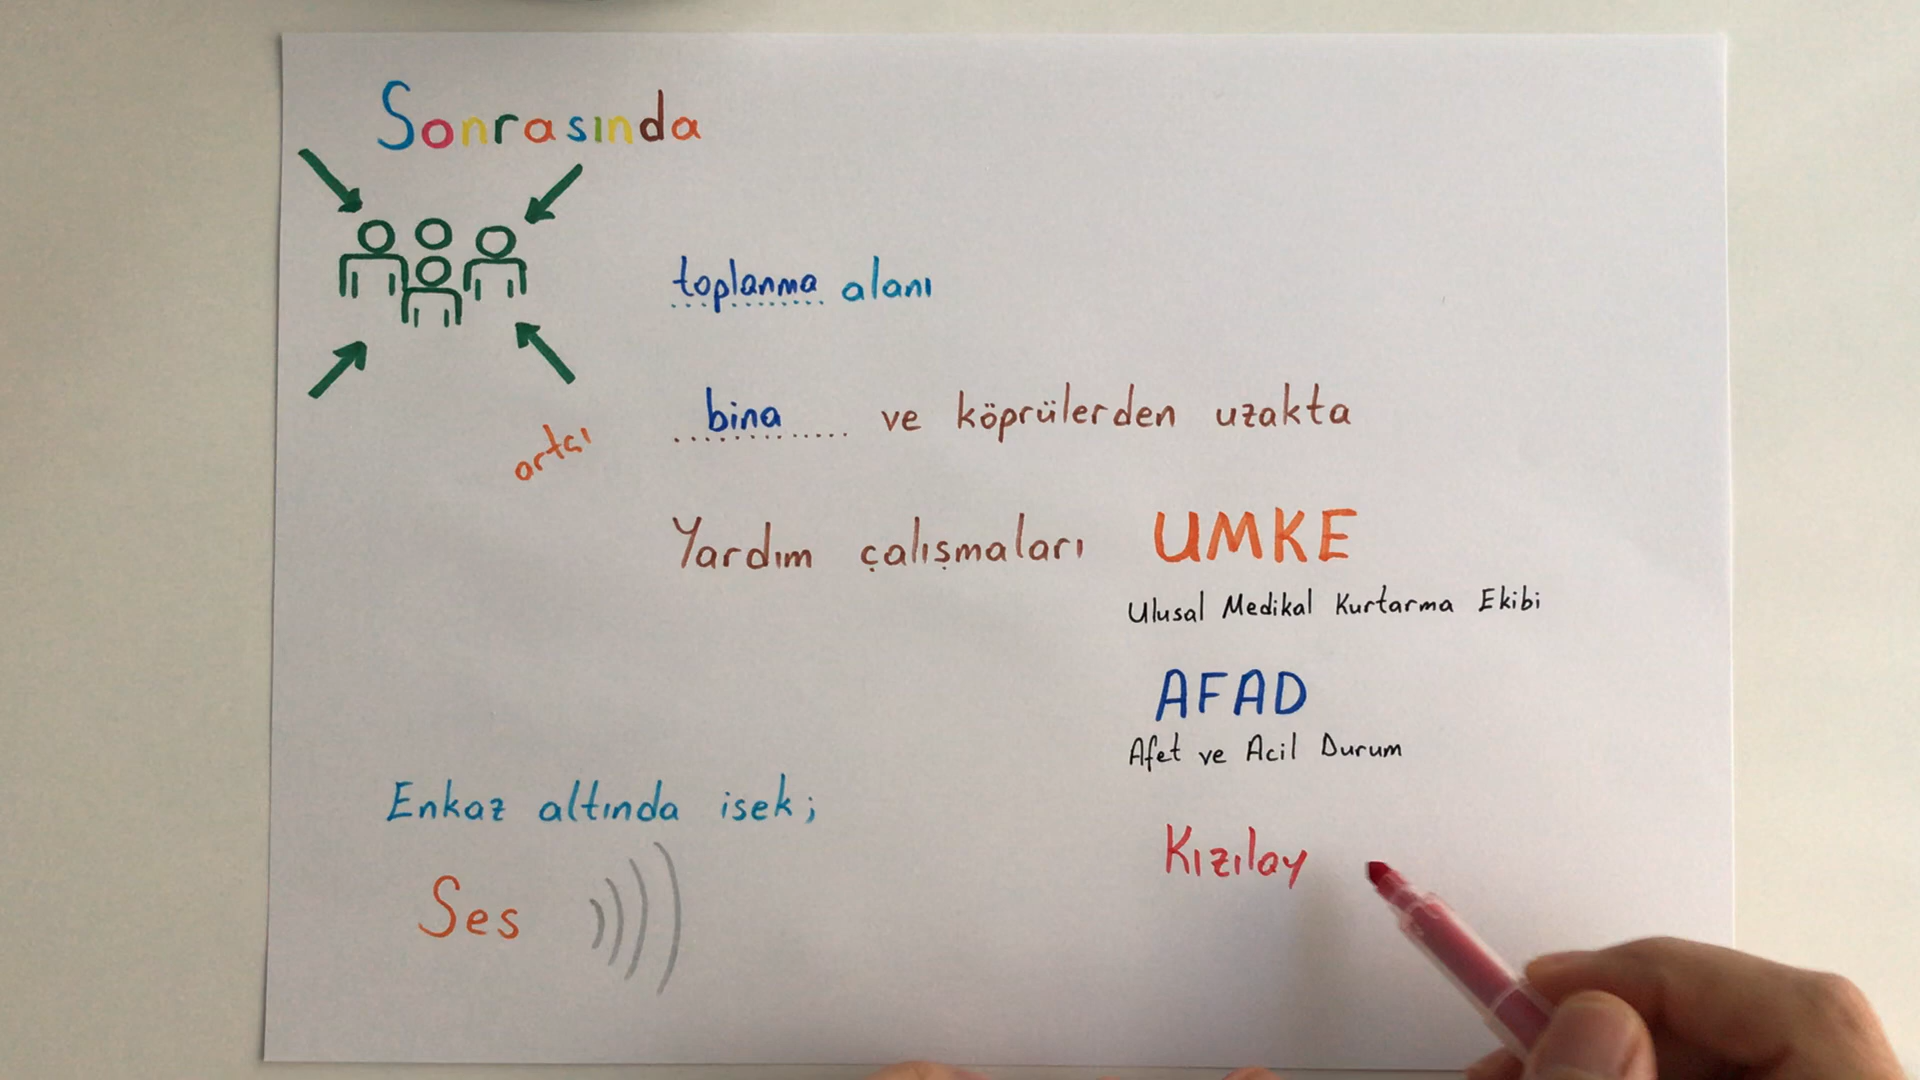 Sonrasında
toplanma alanı
bina ve köprülerden uzakta
artçı
Yardım çalışmaları
UMKE
Ulusal Medikal Kurtarma Ekibi
AFAD
Afet ve Acil Durum
Kızılay
Enkaz altında isek;
Ses